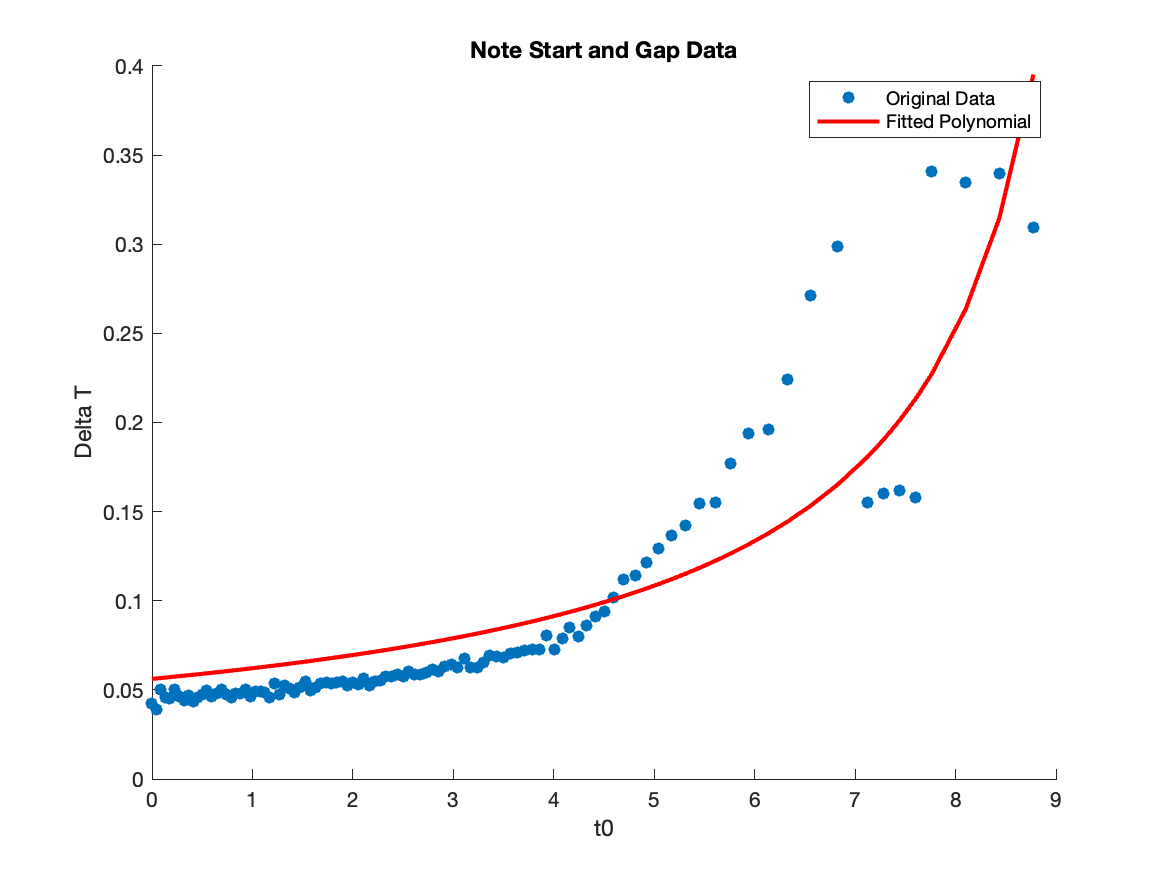 Note Start and Gap Data
0.4
0.35
0.3
0.25
0.2
0.15
0.1
0.05
0
Delta T
Original Data
Fitted Polynomial
0 1 2 3 4 5 6 7 8 9
t0